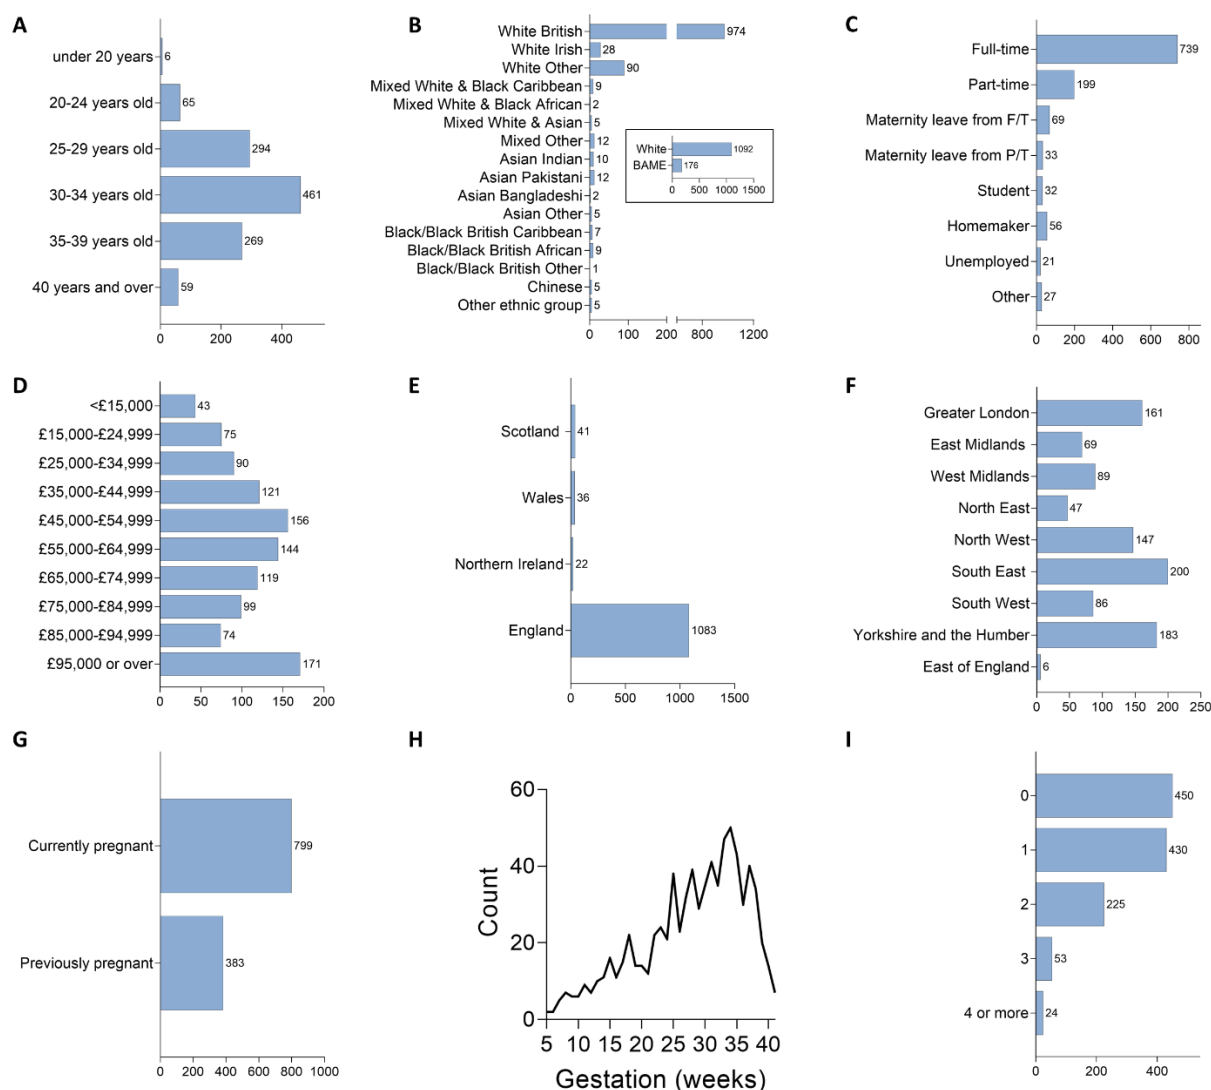 A
under 20 years 6
20-24 years old 65
25-29 years old 294
30-34 years old 461
35-39 years old 269
40 years and over 59
0 200 400
B
White British 974
White Irish 28
White Other 90
Mixed White & Black Caribbean 9
Mixed White & Black African 2
Mixed White & Asian 5
Mixed Other 12
Asian Indian 10
Asian Pakistani 12
Asian Bangladeshi 2
Asian Other 5
Black/Black British Caribbean 7
Black/Black British African 9
Black/Black British Other 1
Chinese 5
Other ethnic group 5
0 100 200 800 1200
White 1092
BAME 176
0 500 1000 1500
C
Full-time 739
Part-time 199
Maternity leave from F/T 69
Maternity leave from P/T 33
Student 32
Homemaker 56
Unemployed 21
Other 27
0 200 400 600 800
D
<£15,000 43
£15,000-£24,999 75
£25,000-£34,999 90
£35,000-£44,999 121
£45,000-£54,999 156
£55,000-£64,999 144
£65,000-£74,999 119
£75,000-£84,999 99
£85,000-£94,999 74
£95,000 or over 171
0 50 100 150 200
E
Scotland 41
Wales 36
Northern Ireland 22
England 1083
0 500 1000 1500
F
Greater London 161
East Midlands 69
West Midlands 89
North East 47
North West 147
South East 200
South West 86
Yorkshire and the Humber 183
East of England 6
0 50 100 150 200 250
G
Currently pregnant 799
Previously pregnant 383
0 200 400 600 800 1000
H
60
40
20
0
Count
5 10 15 20 25 30 35 40
Gestation (weeks)
I
0 450
1 430
2 225
3 53
4 or more 24
0 200 400